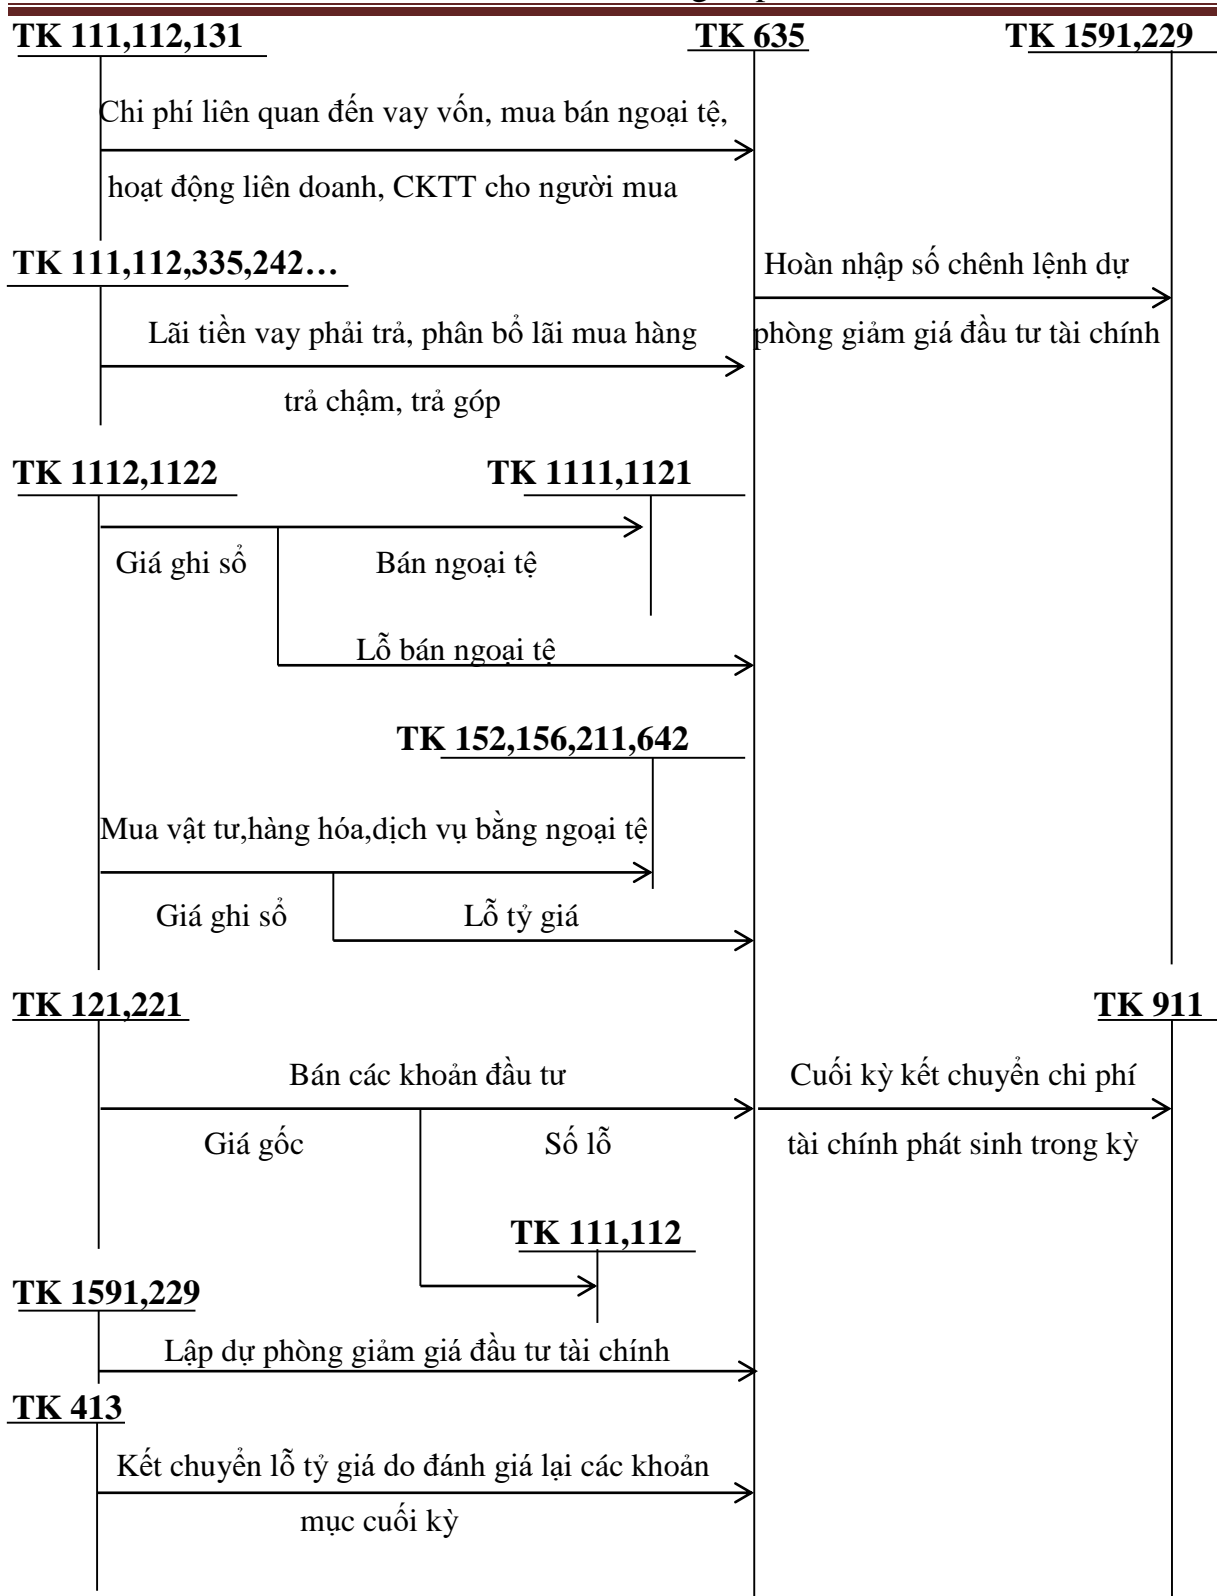 TK 111,112,131
TK 635
TK 1591,229
Chi phí liên quan đến vay vốn, mua bán ngoại tệ,
hoạt động liên doanh, CKTT cho người mua
TK 111,112,335,242…
Hoàn nhập số chênh lệnh dự
Lãi tiền vay phải trả, phân bổ lãi mua hàng
phòng giảm giá đầu tư tài chính
trả chậm, trả góp
TK 1112,1122
TK 1111,1121
Giá ghi sổ
Bán ngoại tệ
Lỗ bán ngoại tệ
TK 152,156,211,642
Mua vật tư,hàng hóa,dịch vụ bằng ngoại tệ
Giá ghi sổ
Lỗ tỷ giá
TK 121,221
TK 911
Bán các khoản đầu tư
Cuối kỳ kết chuyển chi phí
Giá gốc
Số lỗ
tài chính phát sinh trong kỳ
TK 111,112
TK 1591,229
Lập dự phòng giảm giá đầu tư tài chính
TK 413
Kết chuyển lỗ tỷ giá do đánh giá lại các khoản
mục cuối kỳ